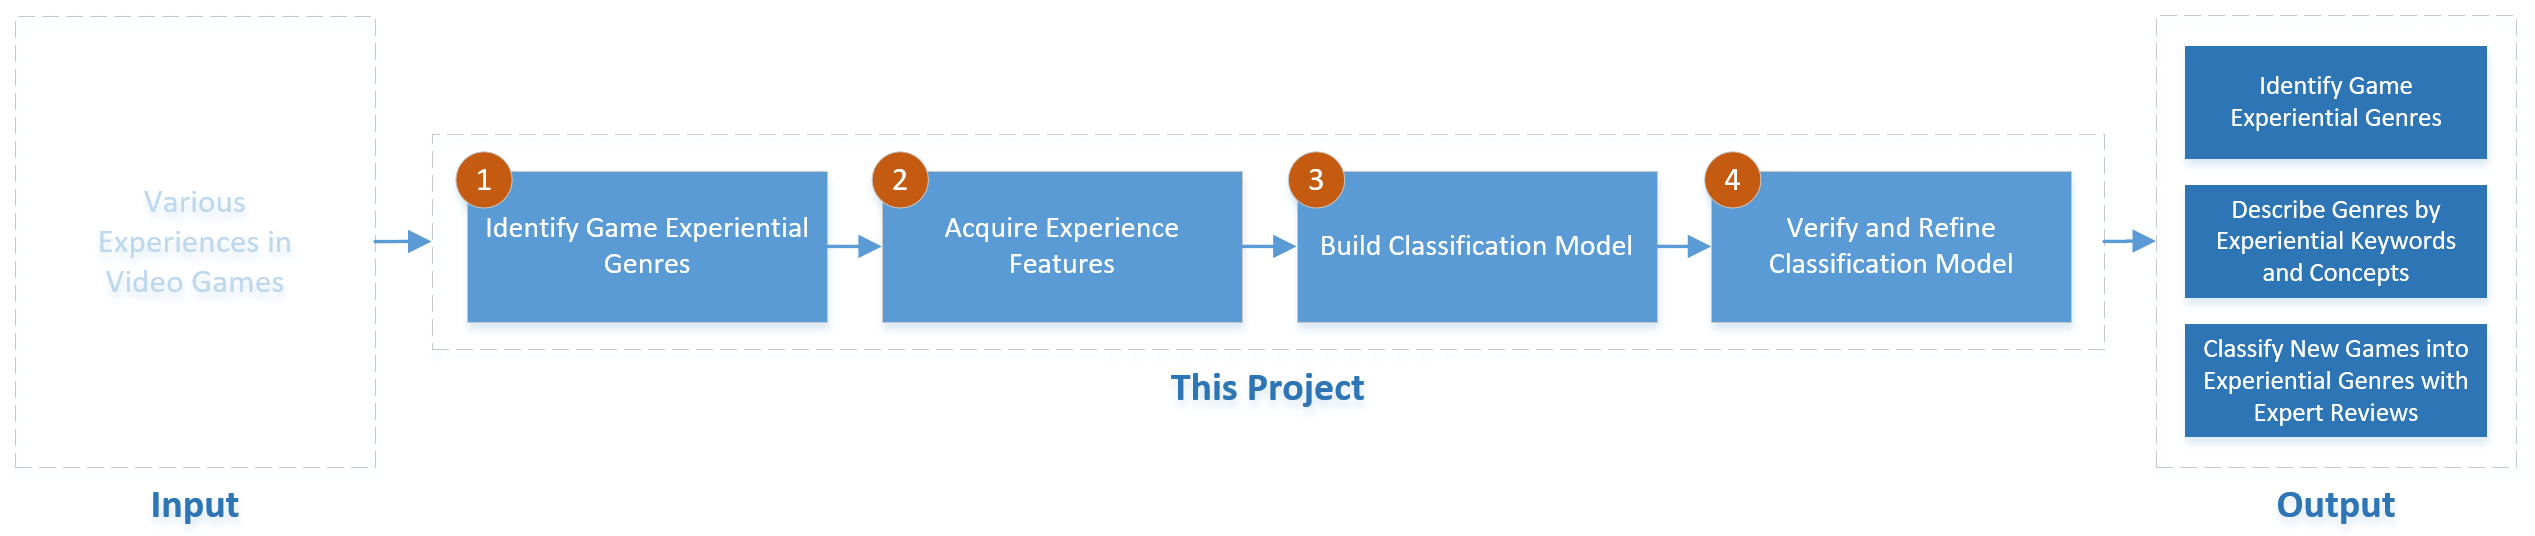 Various
Experiences in
Video Games
Input
1
Identify Game Experiential
Genres
2
Acquire Experience
Features
3
Build Classification Model
4
Verify and Refine
Classification Model
This Project
Identify Game
Experiential Genres
Describe Genres by
Experiential Keywords
and Concepts
Classify New Games into
Experiential Genres with
Expert Reviews
Output